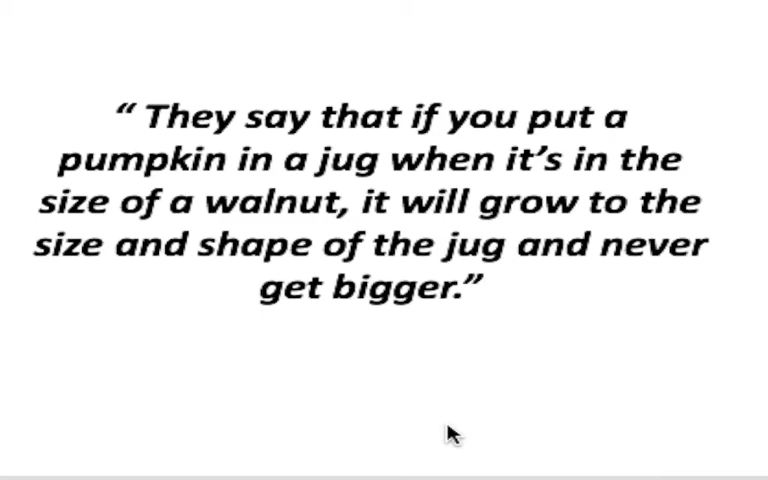 “ They say that if you put a
pumpkin in a jug when it’s in the
size of a walnut, it will grow to the
size and shape of the jug and never
get bigger.”